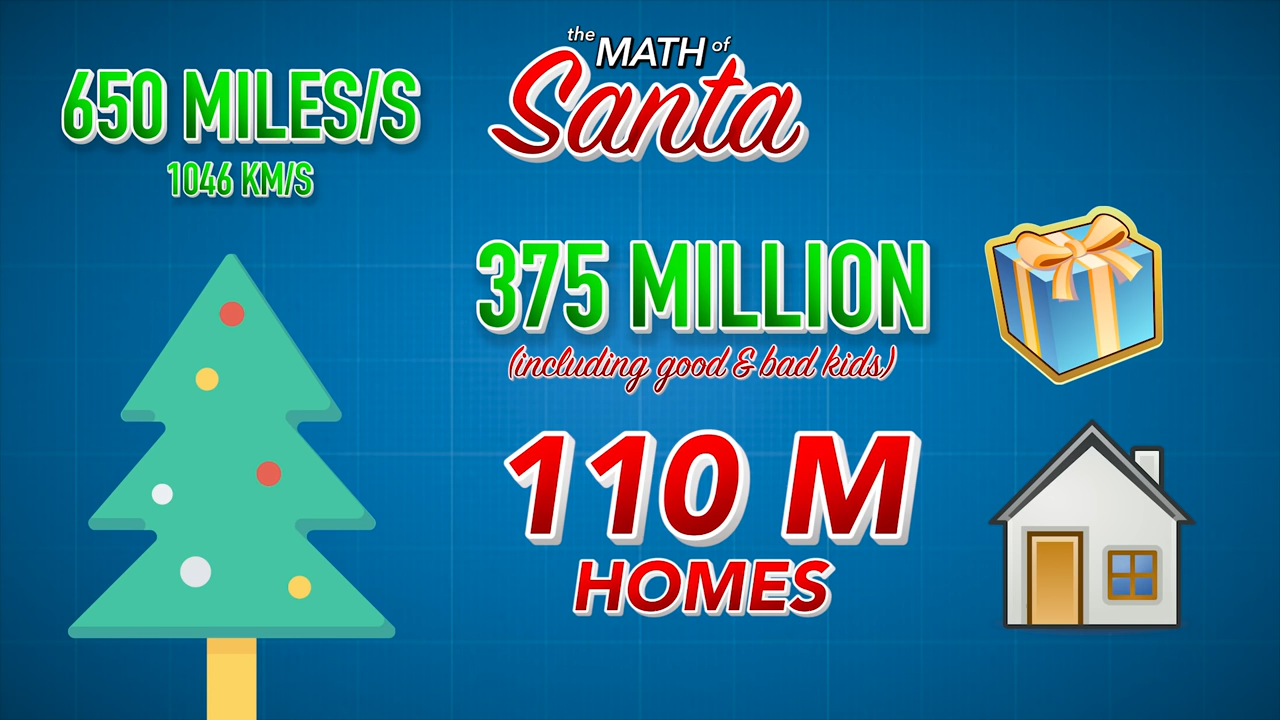 the MATH of
Santa
650 MILES/S
1046 KM/S
375 MILLION
(including good & bad kids)
110 M
HOMES